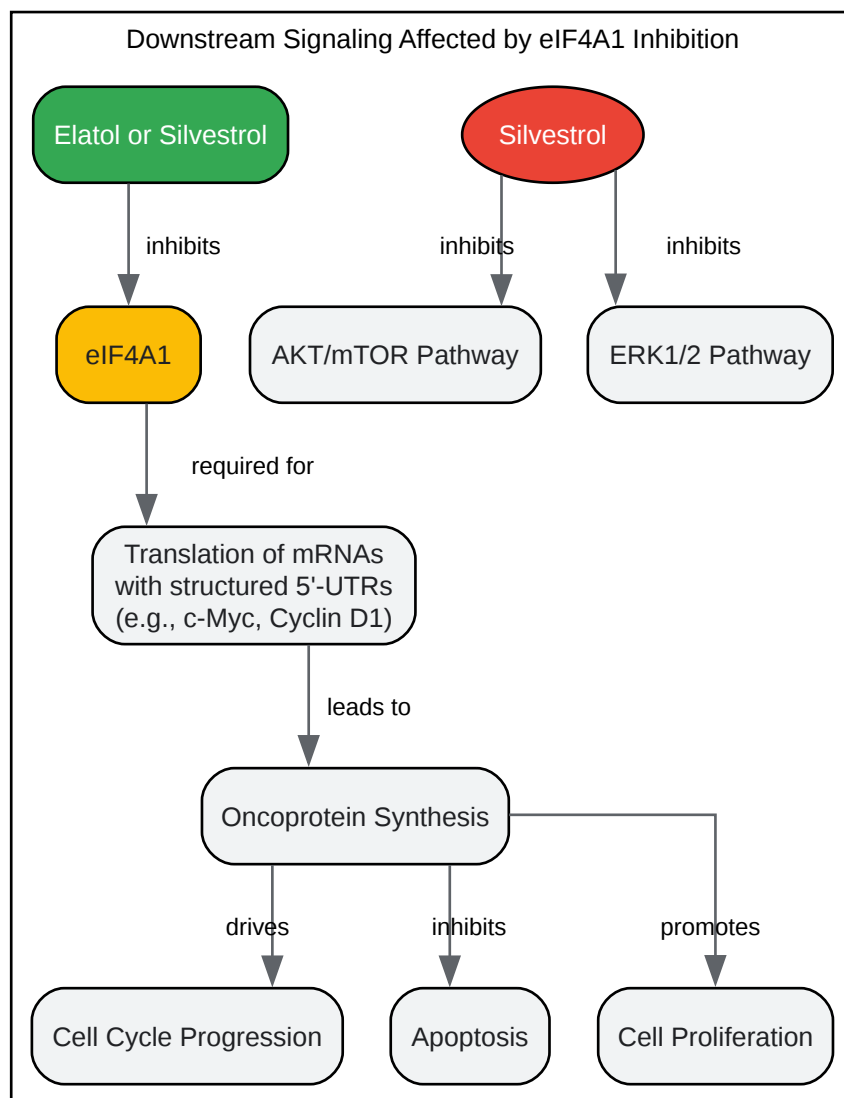 Downstream Signaling Affected by eIF4A1 Inhibition
Elatol or Silvestrol
Silvestrol
inhibits
inhibits
inhibits
eIF4A1
AKT/mTOR Pathway
ERK1/2 Pathway
required for
Translation of mRNAs
with structured 5'-UTRs
(e.g., c-Myc, Cyclin D1)
leads to
Oncoprotein Synthesis
drives
inhibits
promotes
Cell Cycle Progression
Apoptosis
Cell Proliferation